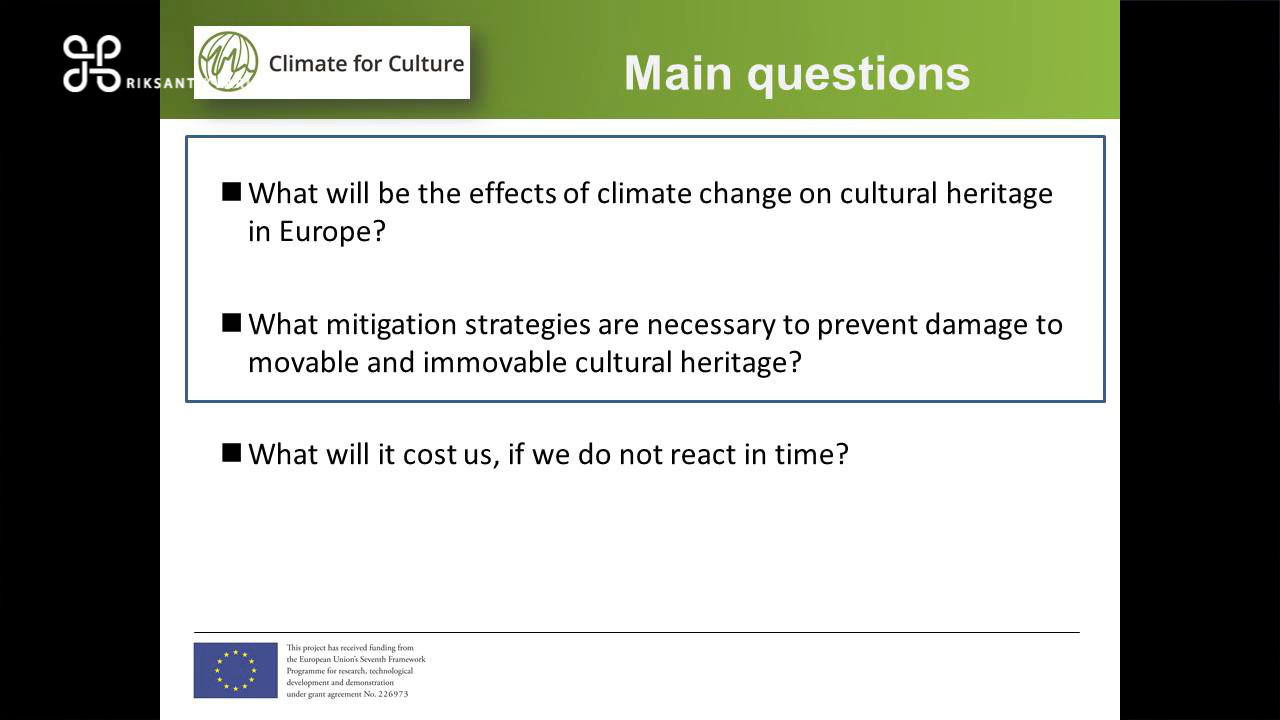 Climate for Culture
Main questions
What will be the effects of climate change on cultural heritage
in Europe?
What mitigation strategies are necessary to prevent damage to
movable and immovable cultural heritage?
What will it cost us, if we do not react in time?
This project has received funding from
the European Union's Seventh Framework
Programme for research, technological
development and demonstration
under grant agreement No. 226973